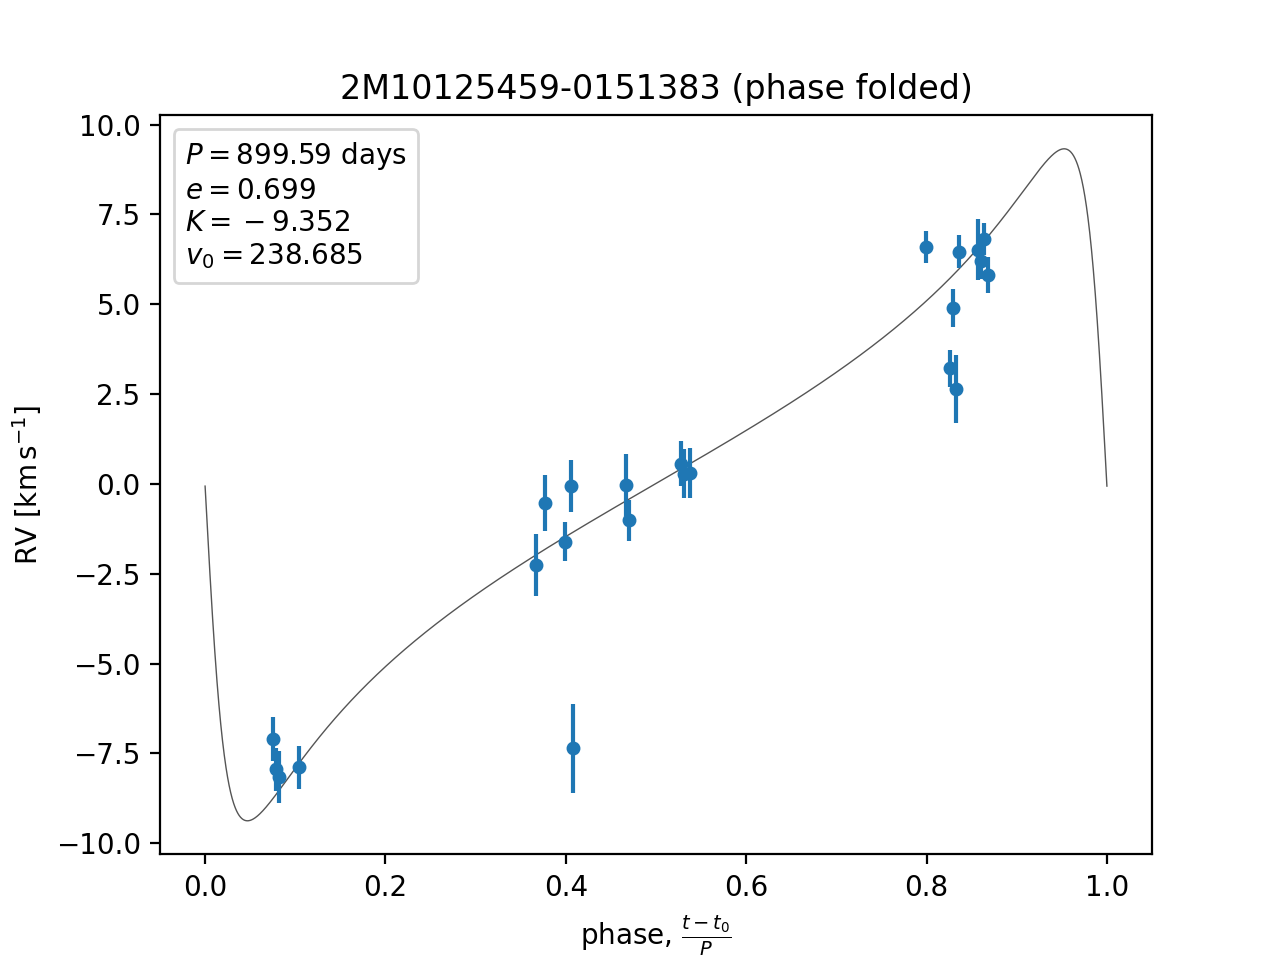 2M10125459-0151383 (phase folded)
P = 899.59 days
e = 0.699
K = −9.352
v₀ = 238.685
RV [km s⁻¹]
10.0
7.5
5.0
2.5
0.0
−2.5
−5.0
−7.5
−10.0
0.0 0.2 0.4 0.6 0.8 1.0
phase, (t − t₀)/P